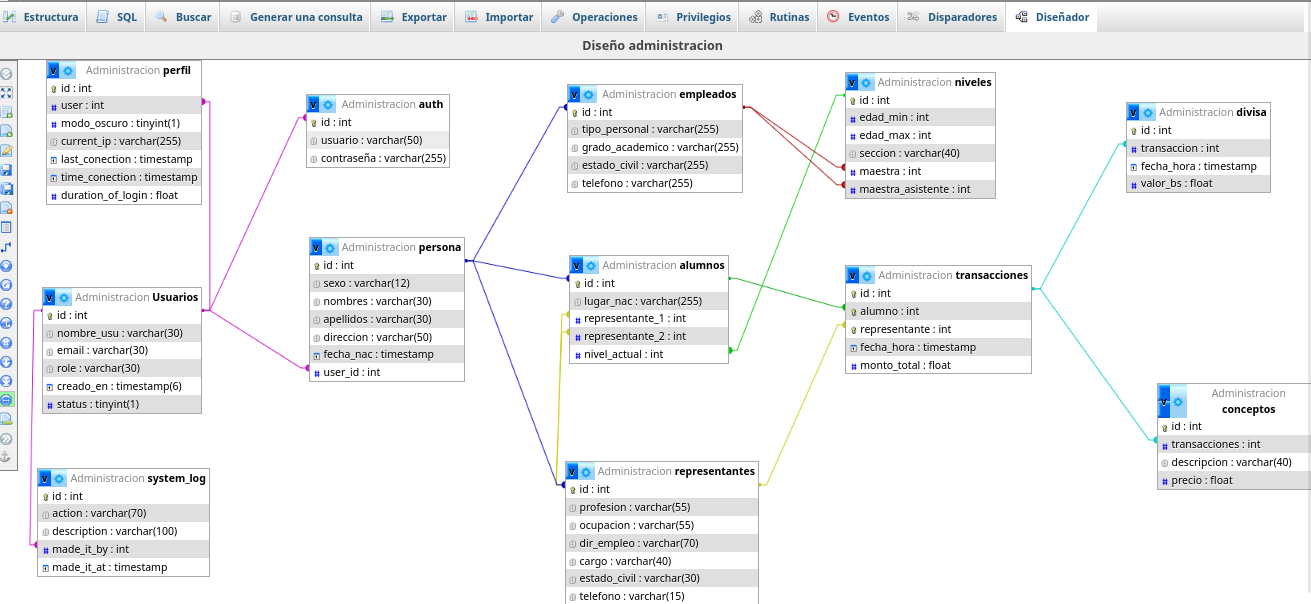 Estructura SQL Buscar Generar una consulta Exportar Importar Operaciones Privilegios Rutinas Eventos Disparadores Diseñador
Diseño administracion
Administracion perfil
id : int
user : int
modo_oscuro : tinyint(1)
current_ip : varchar(255)
last_conection : timestamp
time_conection : timestamp
duration_of_login : float
Administracion auth
id : int
usuario : varchar(50)
contraseña : varchar(255)
Administracion empleados
id : int
tipo_personal : varchar(255)
grado_academico : varchar(255)
estado_civil : varchar(255)
telefono : varchar(255)
Administracion niveles
id : int
edad_min : int
edad_max : int
seccion : varchar(40)
maestra : int
maestra_asistente : int
Administracion divisa
id : int
transaccion : int
fecha_hora : timestamp
valor_bs : float
Administracion Usuarios
id : int
nombre_usu : varchar(30)
email : varchar(30)
role : varchar(30)
creado_en : timestamp(6)
status : tinyint(1)
Administracion persona
id : int
sexo : varchar(12)
nombres : varchar(30)
apellidos : varchar(30)
direccion : varchar(50)
fecha_nac : timestamp
user_id : int
Administracion alumnos
id : int
lugar_nac : varchar(255)
representante_1 : int
representante_2 : int
nivel_actual : int
Administracion transacciones
id : int
alumno : int
representante : int
fecha_hora : timestamp
monto_total : float
Administracion
conceptos
id : int
transacciones : int
descripcion : varchar(40)
precio : float
Administracion system_log
id : int
action : varchar(70)
description : varchar(100)
made_it_by : int
made_it_at : timestamp
Administracion representantes
id : int
profesion : varchar(55)
ocupacion : varchar(55)
dir_empleo : varchar(70)
cargo : varchar(40)
estado_civil : varchar(30)
telefono : varchar(15)